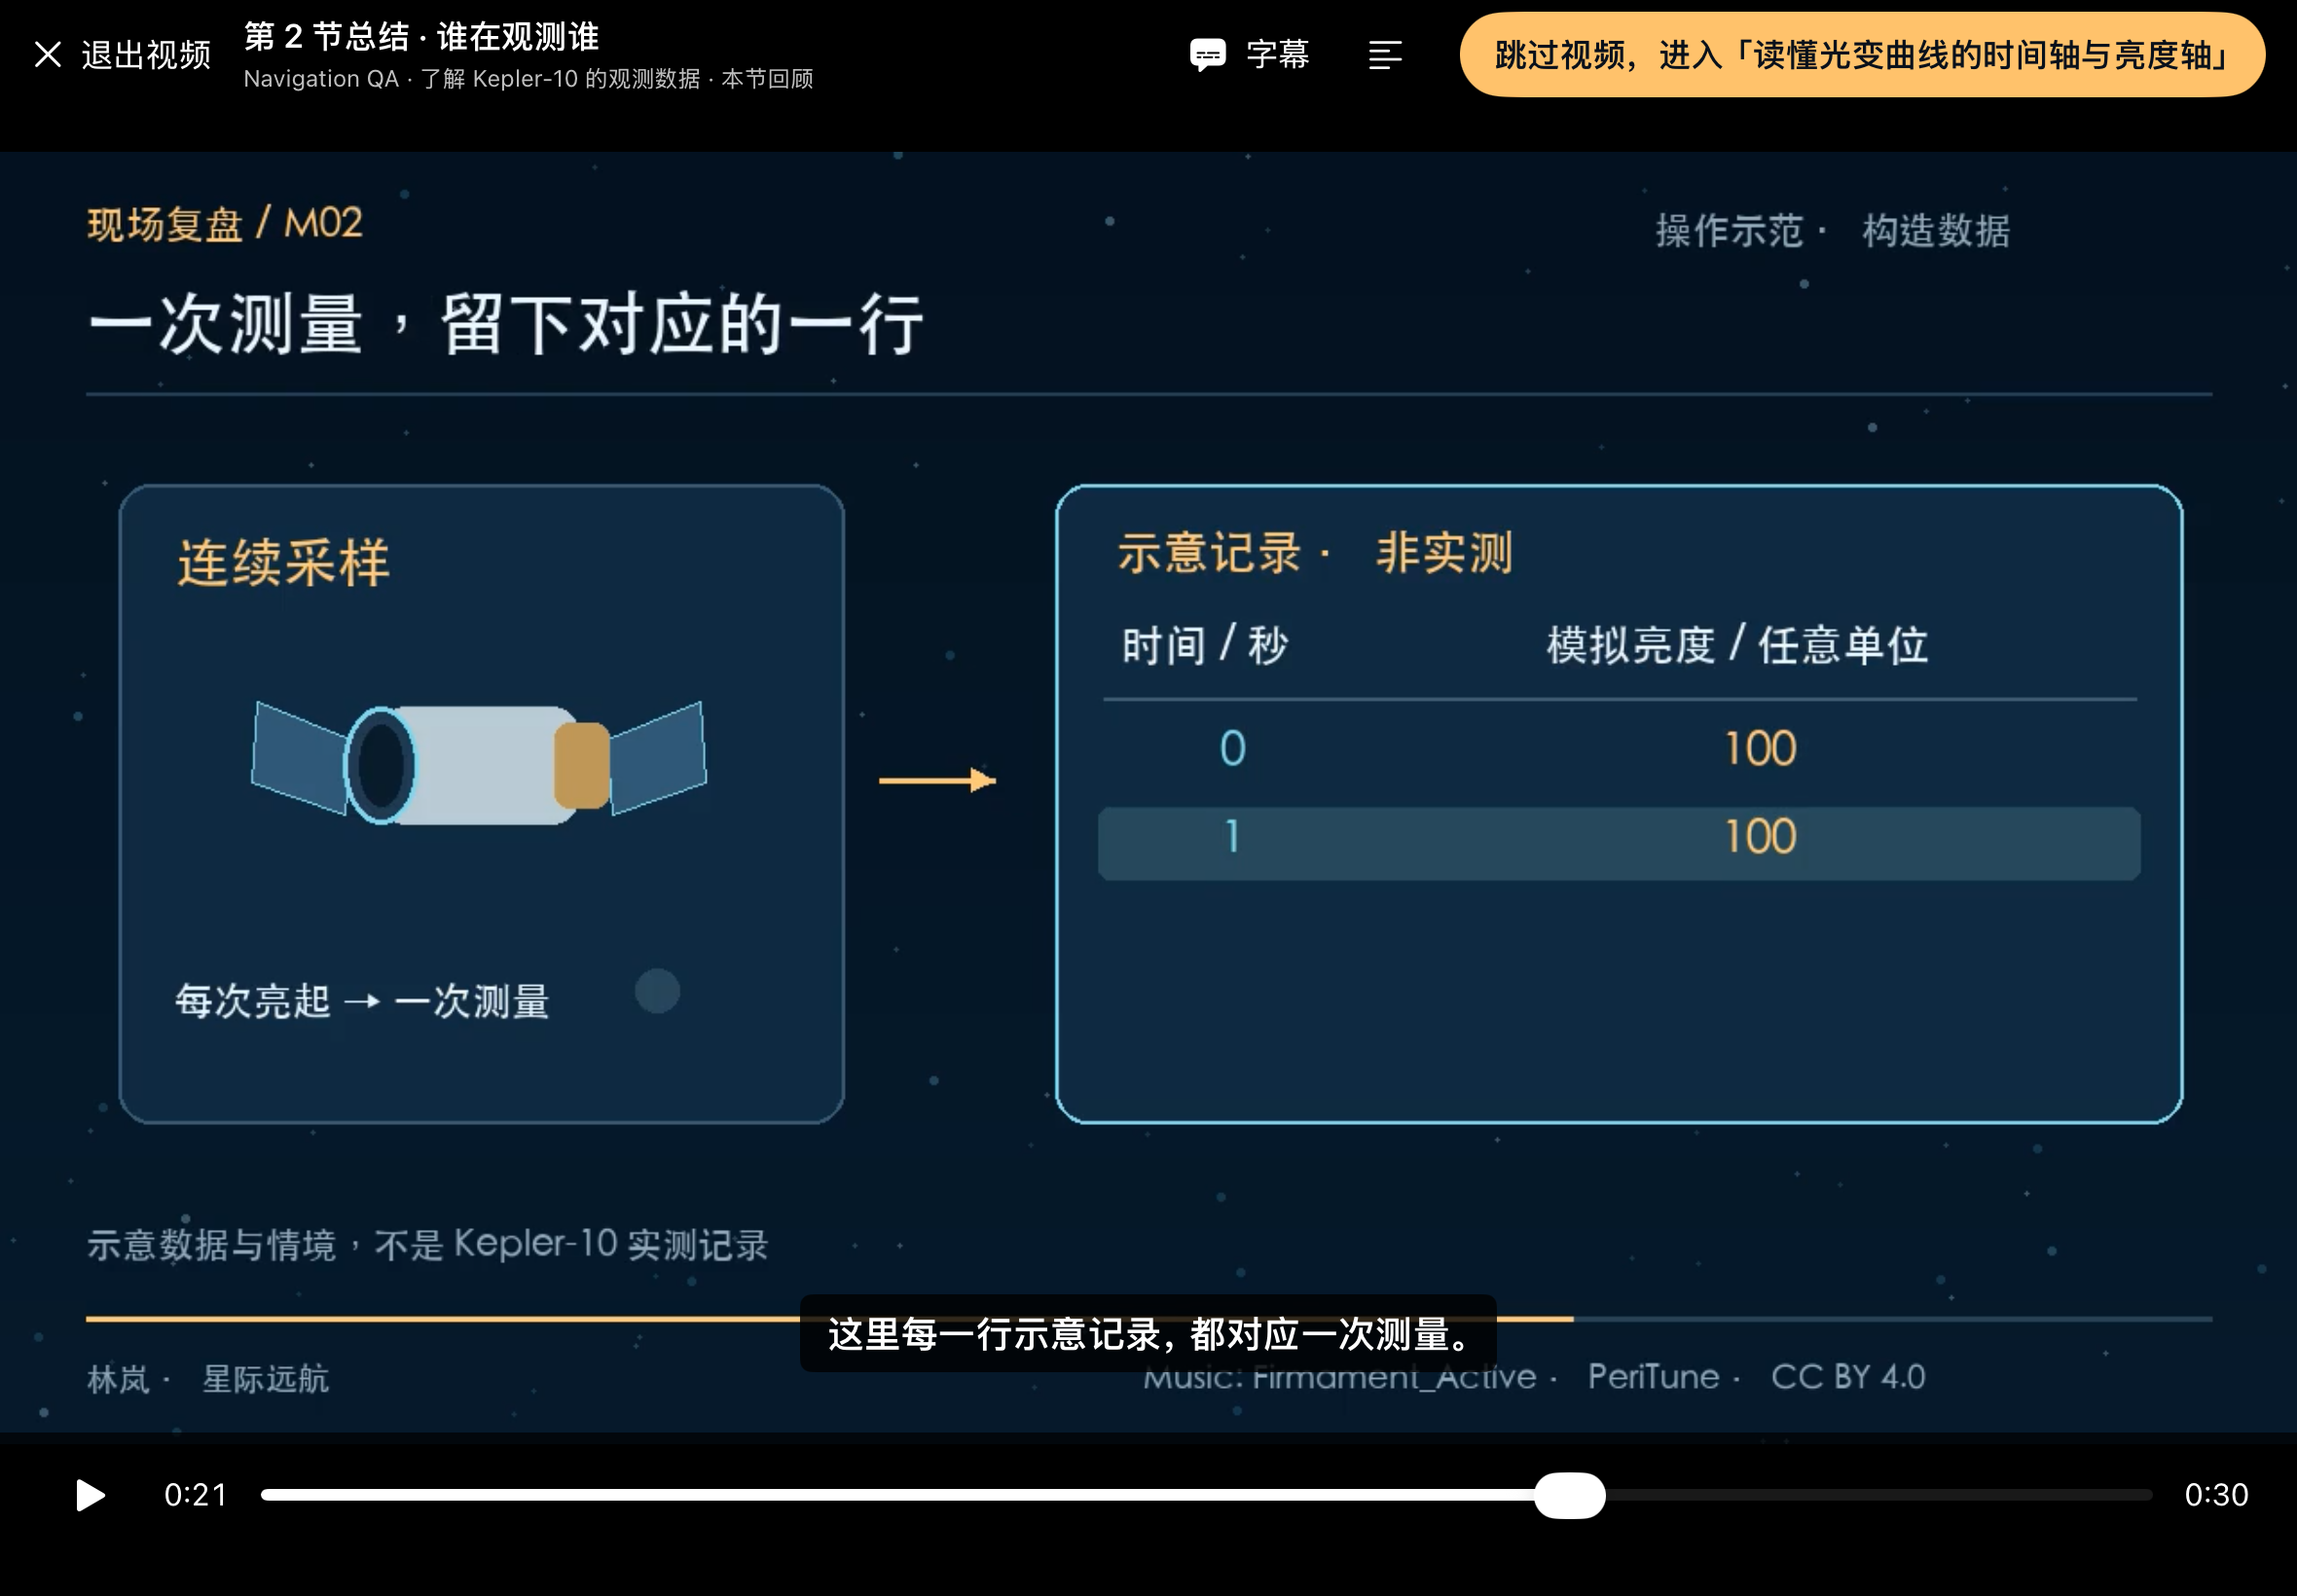 退出视频
第 2 节总结 · 谁在观测谁
Navigation QA · 了解 Kepler-10 的观测数据 · 本节回顾
字幕
跳过视频，进入「读懂光变曲线的时间轴与亮度轴」
现场复盘 / M02
操作示范 · 构造数据
一次测量，留下对应的一行
连续采样
每次亮起 → 一次测量
示意记录 · 非实测
时间 / 秒 模拟亮度 / 任意单位
0 100
1 100
示意数据与情境，不是 Kepler-10 实测记录
这里每一行示意记录，都对应一次测量。
林岚 · 星际远航
Music: Firmament_Active · PeriTune · CC BY 4.0
0:21
0:30